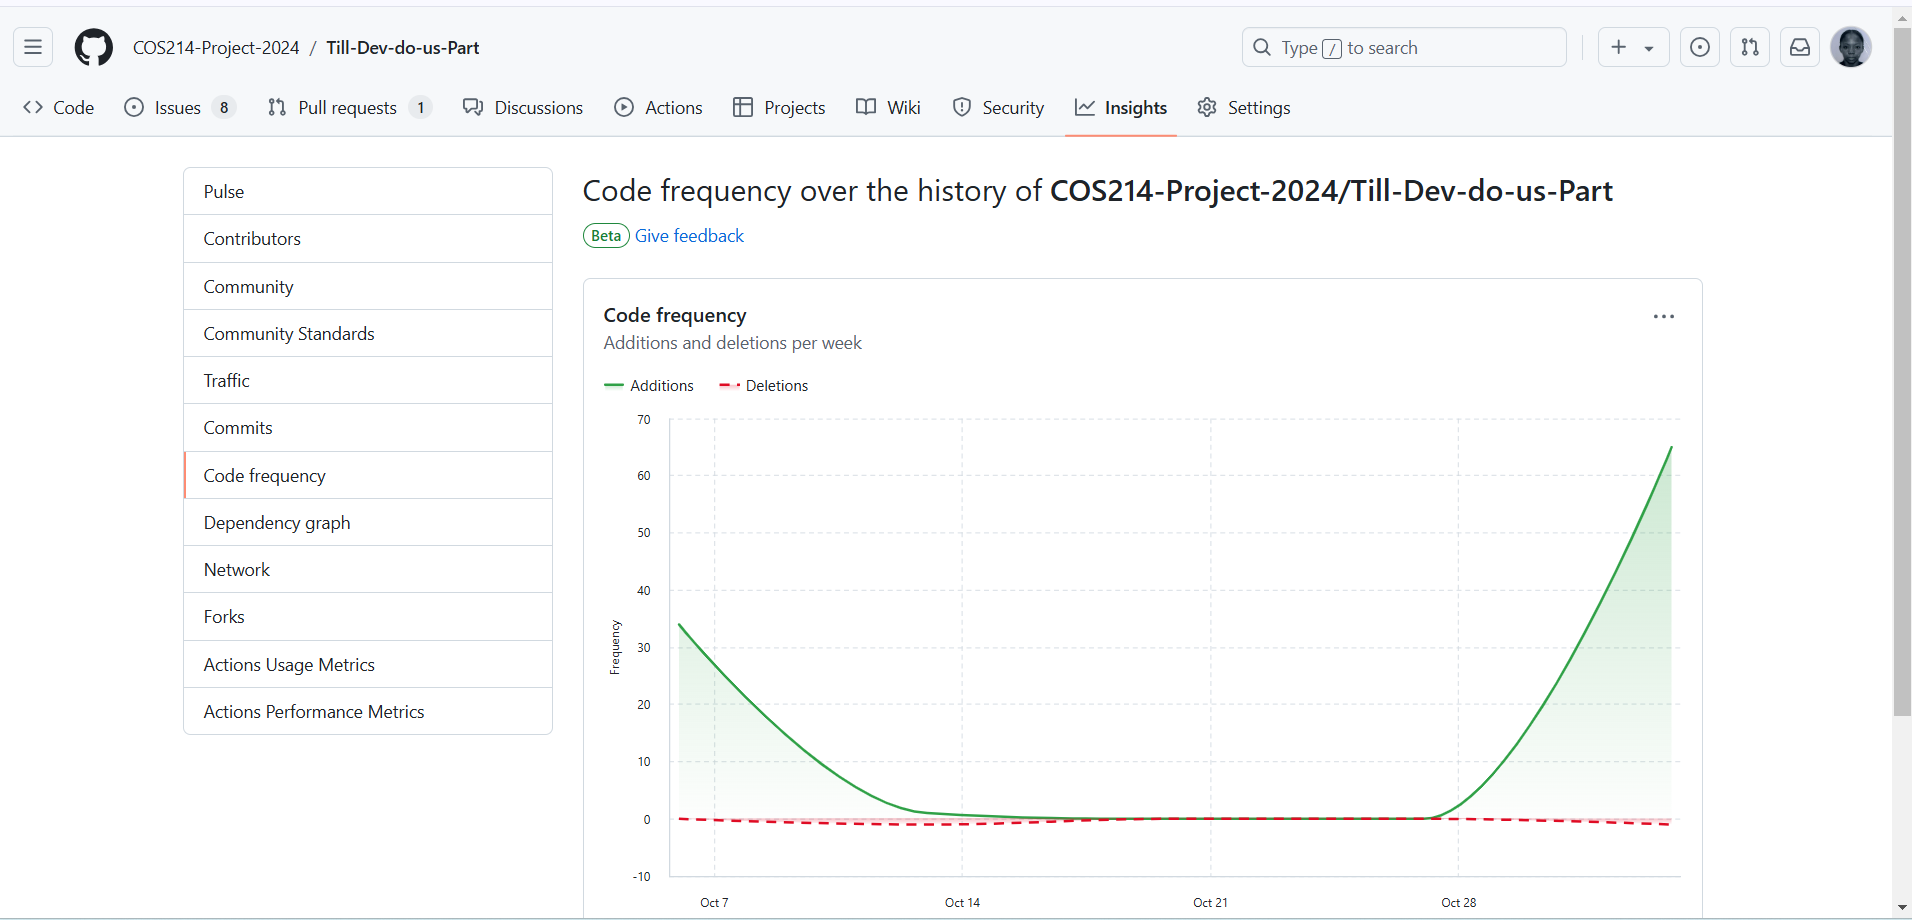 COS214-Project-2024 / Till-Dev-do-us-Part
Type / to search
Code
Issues 8
Pull requests 1
Discussions
Actions
Projects
Wiki
Security
Insights
Settings
Pulse
Contributors
Community
Community Standards
Traffic
Commits
Code frequency
Dependency graph
Network
Forks
Actions Usage Metrics
Actions Performance Metrics
Code frequency over the history of COS214-Project-2024/Till-Dev-do-us-Part
Beta Give feedback
Code frequency
Additions and deletions per week
Additions Deletions
70
60
50
40
30
20
10
0
-10
Frequency
Oct 7 Oct 14 Oct 21 Oct 28